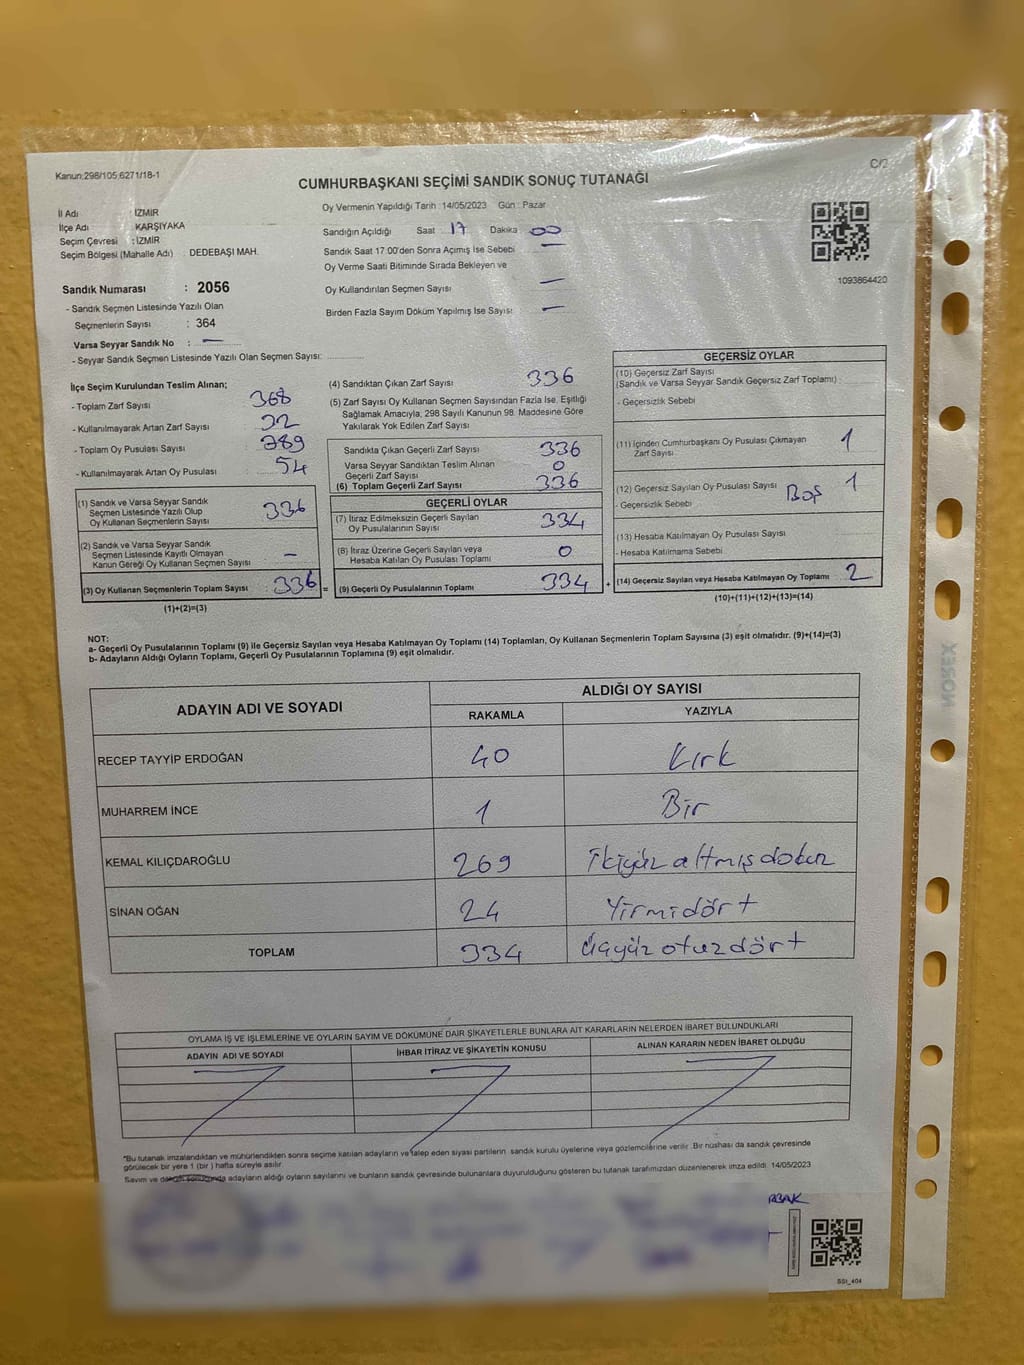 Kanun:298/105;6271/18-1
C/2
CUMHURBAŞKANI SEÇİMİ SANDIK SONUÇ TUTANAĞI
İl Adı : İZMİR
İlçe Adı : KARŞIYAKA
Seçim Çevresi : İZMİR
Seçim Bölgesi (Mahalle Adı) : DEDEBAŞI MAH.
Oy Vermenin Yapıldığı Tarih : 14/05/2023 Gün : Pazar
Sandığın Açıldığı Saat 17 Dakika 00
Sandık Saat 17:00'den Sonra Açımış İse Sebebi —
Oy Verme Saati Bitiminde Sırada Bekleyen ve
Oy Kullandırılan Seçmen Sayısı —
Birden Fazla Sayım Döküm Yapılmış İse Sayısı: —
1093864420
Sandık Numarası : 2056
- Sandık Seçmen Listesinde Yazılı Olan
Seçmenlerin Sayısı : 364
Varsa Seyyar Sandık No : —
- Seyyar Sandık Seçmen Listesinde Yazılı Olan Seçmen Sayısı:
İlçe Seçim Kurulundan Teslim Alınan;
- Toplam Zarf Sayısı 368
- Kullanılmayarak Artan Zarf Sayısı 32
- Toplam Oy Pusulası Sayısı 389
- Kullanılmayarak Artan Oy Pusulası 54
(1) Sandık ve Varsa Seyyar Sandık
Seçmen Listesinde Yazılı Olup
Oy Kullanan Seçmenlerin Sayısı 336
(2) Sandık ve Varsa Seyyar Sandık
Seçmen Listesinde Kayıtlı Olmayan
Kanun Gereği Oy Kullanan Seçmen Sayısı —
(3) Oy Kullanan Seçmenlerin Toplam Sayısı 336 =
(1)+(2)=(3)
(4) Sandıktan Çıkan Zarf Sayısı 336
(5) Zarf Sayısı Oy Kullanan Seçmen Sayısından Fazla İse, Eşitliği
Sağlamak Amacıyla, 298 Sayılı Kanunun 98. Maddesine Göre
Yakılarak Yok Edilen Zarf Sayısı
Sandıkta Çıkan Geçerli Zarf Sayısı 336
Varsa Seyyar Sandıktan Teslim Alınan
Geçerli Zarf Sayısı 0
(6) Toplam Geçerli Zarf Sayısı 336
GEÇERLİ OYLAR
(7) İtiraz Edilmeksizin Geçerli Sayılan
Oy Pusulalarının Sayısı 334
(8) İtiraz Üzerine Geçerli Sayılan veya
Hesaba Katılan Oy Pusulası Toplamı 0
(9) Geçerli Oy Pusulalarının Toplamı 334 +
GEÇERSİZ OYLAR
(10) Geçersiz Zarf Sayısı
(Sandık ve Varsa Seyyar Sandık Geçersiz Zarf Toplamı) :
- Geçersizlik Sebebi
(11) İçinden Cumhurbaşkanı Oy Pusulası Çıkmayan
Zarf Sayısı 1
(12) Geçersiz Sayılan Oy Pusulası Sayısı 1
- Geçersizlik Sebebi Boş
(13) Hesaba Katılmayan Oy Pusulası Sayısı
- Hesaba Katılmama Sebebi
(14) Geçersiz Sayılan veya Hesaba Katılmayan Oy Toplamı 2
(10)+(11)+(12)+(13)=(14)
NOT:
a- Geçerli Oy Pusulalarının Toplamı (9) ile Geçersiz Sayılan veya Hesaba Katılmayan Oy Toplamı (14) Toplamları, Oy Kullanan Seçmenlerin Toplam Sayısına (3) eşit olmalıdır. (9)+(14)=(3)
b- Adayların Aldığı Oyların Toplamı, Geçerli Oy Pusulalarının Toplamına (9) eşit olmalıdır.
ADAYIN ADI VE SOYADI ALDIĞI OY SAYISI
RAKAMLA YAZIYLA
RECEP TAYYİP ERDOĞAN 40 Kırk
MUHARREM İNCE 1 Bir
KEMAL KILIÇDAROĞLU 269 ikiyüz altmışdokuz
SİNAN OĞAN 24 Yirmidört
TOPLAM 334 üçyüz otuzdört
OYLAMA İŞ VE İŞLEMLERİNE VE OYLARIN SAYIM VE DÖKÜMÜNE DAİR ŞİKAYETLERLE BUNLARA AİT KARARLARIN NELERDEN İBARET BULUNDUKLARI
ADAYIN ADI VE SOYADI İHBAR İTİRAZ VE ŞİKAYETİN KONUSU ALINAN KARARIN NEDEN İBARET OLDUĞU
*Bu tutanak imzalandıktan ve mühürlendikten sonra seçime katılan adayların ve talep eden siyasi partilerin sandık kurulu üyelerine veya gözlemcilerine verilir. Bir nüshası da sandık çevresinde
görülecek bir yere 1 (bir) hafta süreyle asılır.
Sayım ve döküm sonucunda adayların aldığı oyların sayılarını ve bunların sandık çevresinde bulunanlara duyurulduğunu gösteren bu tutanak tarafımızdan düzenlenerek imza edildi. 14/05/2023
SSI_404
NOREX